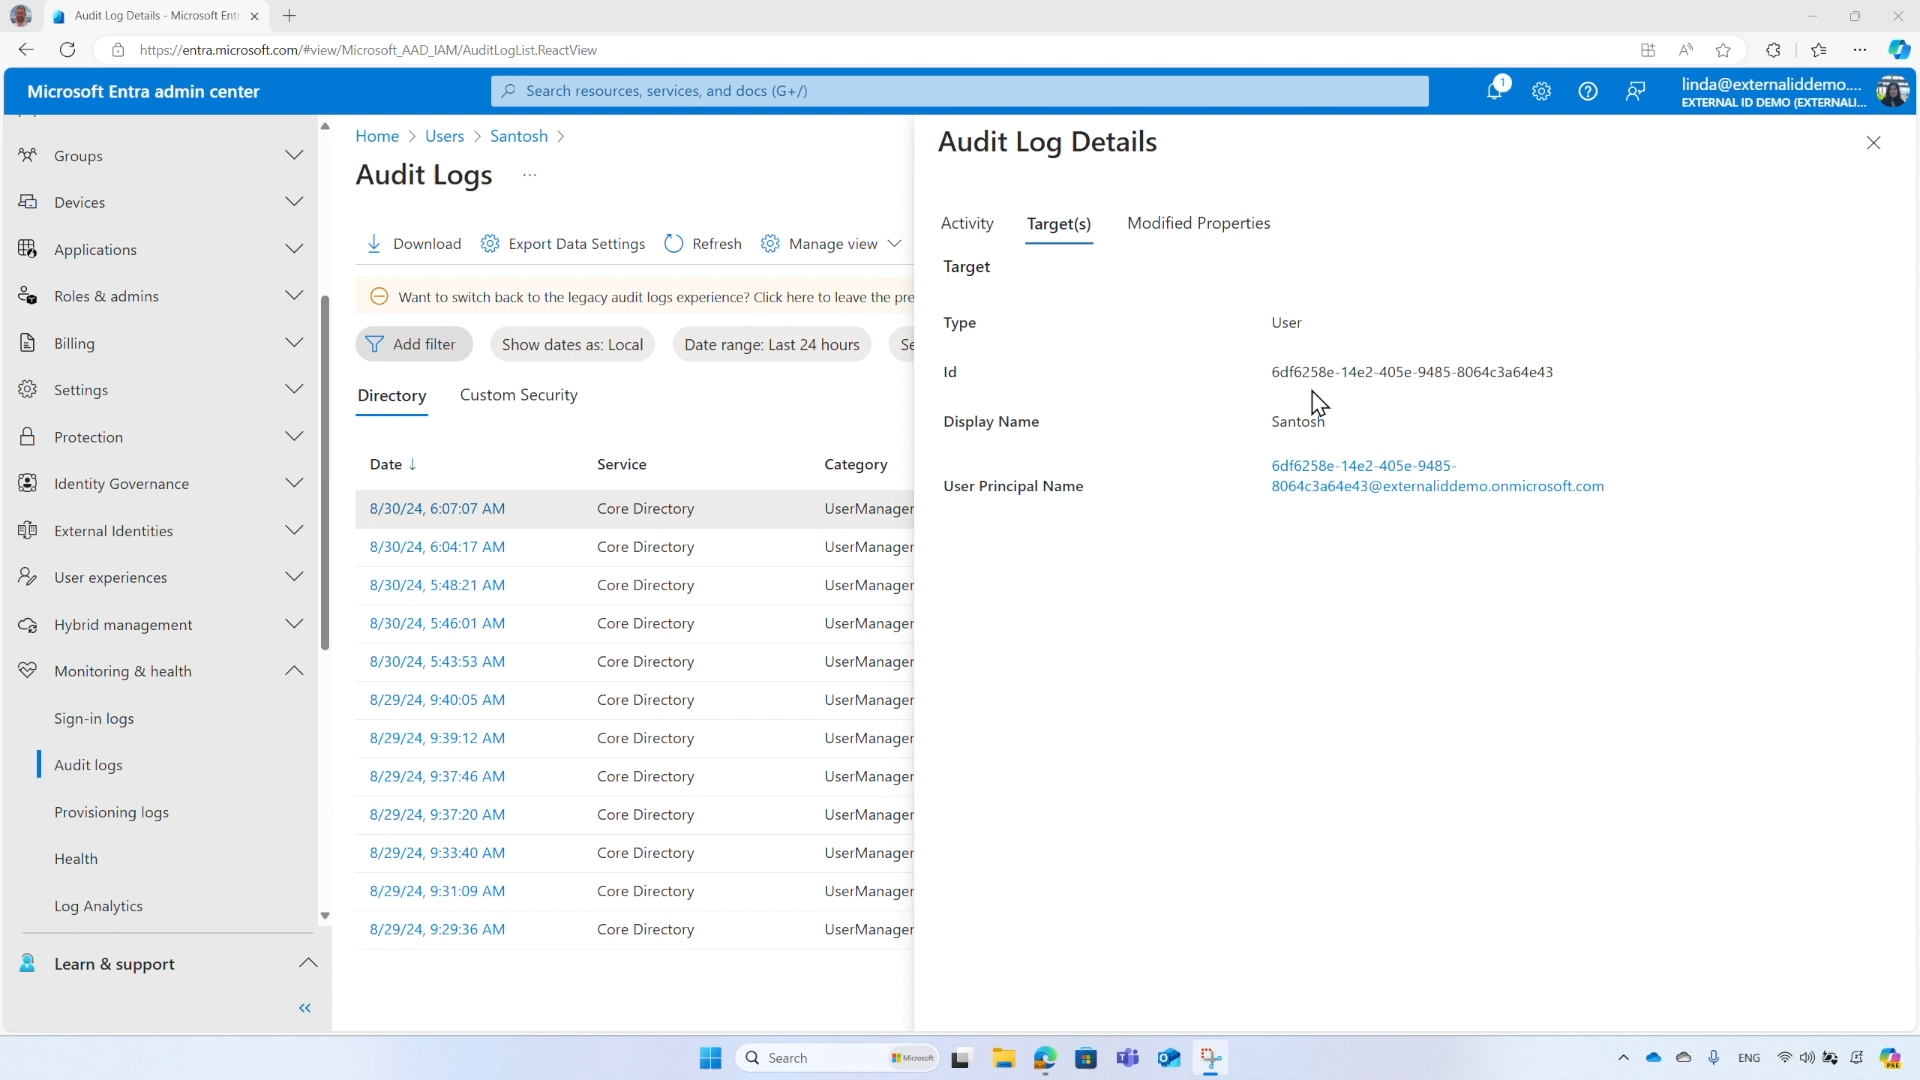 Audit Log Details - Microsoft Entr
https://entra.microsoft.com/#view/Microsoft_AAD_IAM/AuditLogList.ReactView
Microsoft Entra admin center
Search resources, services, and docs (G+/)
1
linda@externaliddemo....
EXTERNAL ID DEMO (EXTERNALI...
Groups
Devices
Applications
Roles & admins
Billing
Settings
Protection
Identity Governance
External Identities
User experiences
Hybrid management
Monitoring & health
Sign-in logs
Audit logs
Provisioning logs
Health
Log Analytics
Learn & support
Home > Users > Santosh >
Audit Logs ...
Download Export Data Settings Refresh Manage view
Want to switch back to the legacy audit logs experience? Click here to leave the pre
Add filter Show dates as: Local Date range: Last 24 hours Se
Directory Custom Security
Date ↓ Service Category
8/30/24, 6:07:07 AM Core Directory UserManager
8/30/24, 6:04:17 AM Core Directory UserManager
8/30/24, 5:48:21 AM Core Directory UserManager
8/30/24, 5:46:01 AM Core Directory UserManager
8/30/24, 5:43:53 AM Core Directory UserManager
8/29/24, 9:40:05 AM Core Directory UserManager
8/29/24, 9:39:12 AM Core Directory UserManager
8/29/24, 9:37:46 AM Core Directory UserManager
8/29/24, 9:37:20 AM Core Directory UserManager
8/29/24, 9:33:40 AM Core Directory UserManager
8/29/24, 9:31:09 AM Core Directory UserManager
8/29/24, 9:29:36 AM Core Directory UserManager
Audit Log Details
Activity Target(s) Modified Properties
Target
Type User
Id 6df6258e-14e2-405e-9485-8064c3a64e43
Display Name Santosh
User Principal Name 6df6258e-14e2-405e-9485-
8064c3a64e43@externaliddemo.onmicrosoft.com
Search Microsoft
ENG
PRE